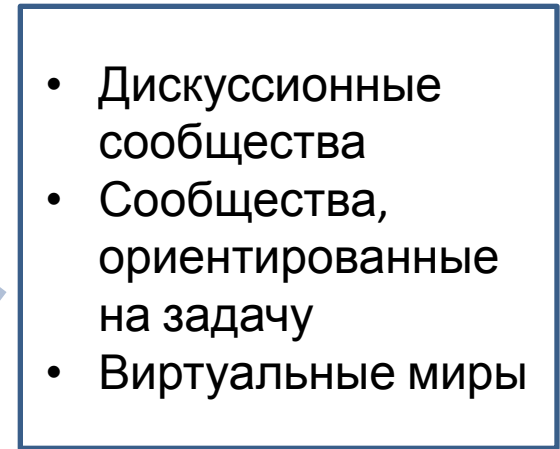 • Дискуссионные
сообщества
• Сообщества,
ориентированные
на задачу
• Виртуальные миры